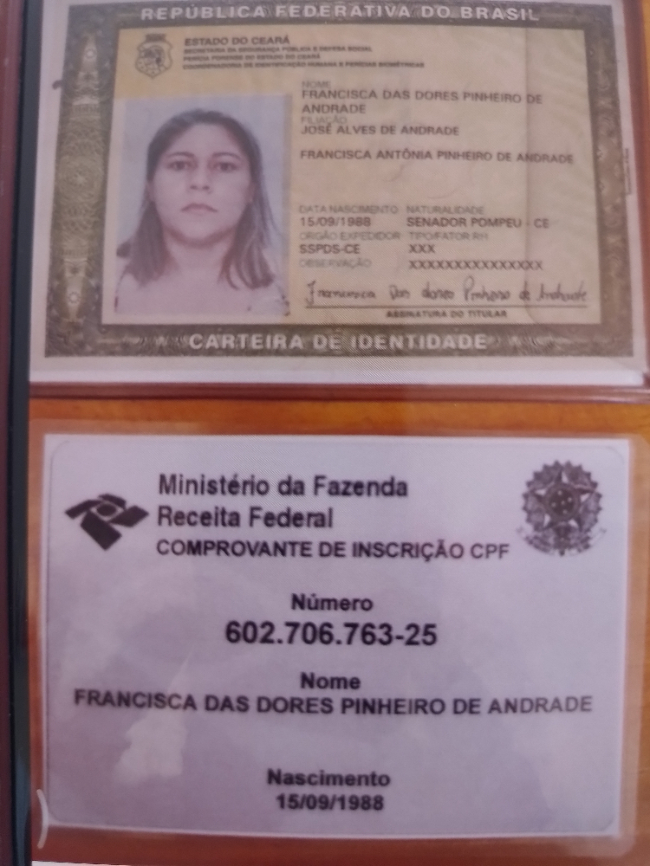 REPÚBLICA FEDERATIVA DO BRASIL
ESTADO DO CEARÁ
SECRETARIA DA SEGURANÇA PÚBLICA E DEFESA SOCIAL
PERÍCIA FORENSE DO ESTADO DO CEARÁ
COORDENADORIA DE IDENTIFICAÇÃO HUMANA E PERÍCIAS BIOMÉTRICAS
NOME
FRANCISCA DAS DORES PINHEIRO DE
ANDRADE
FILIAÇÃO
JOSÉ ALVES DE ANDRADE
FRANCISCA ANTÔNIA PINHEIRO DE ANDRADE
DATA NASCIMENTO NATURALIDADE
15/09/1988 SENADOR POMPEU - CE
ÓRGÃO EXPEDIDOR TIPO/FATOR RH
SSPDS-CE XXX
OBSERVAÇÃO XXXXXXXXXXXXXXX
Francisca Das dores Pinheiro de Andrade
ASSINATURA DO TITULAR
CARTEIRA DE IDENTIDADE
Ministério da Fazenda
Receita Federal
COMPROVANTE DE INSCRIÇÃO CPF
Número
602.706.763-25
Nome
FRANCISCA DAS DORES PINHEIRO DE ANDRADE
Nascimento
15/09/1988